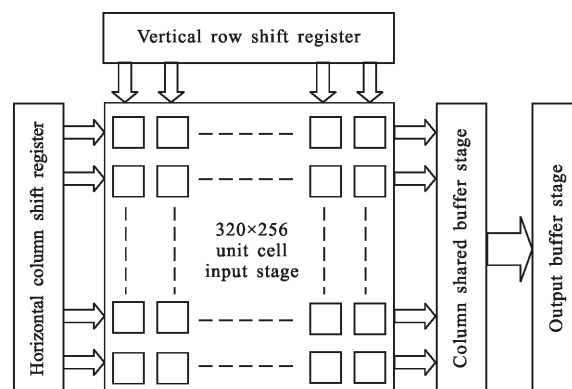 Vertical row shift register
Horizontal column shift register
320×256
unit cell
input stage
Column shared buffer stage
Output buffer stage